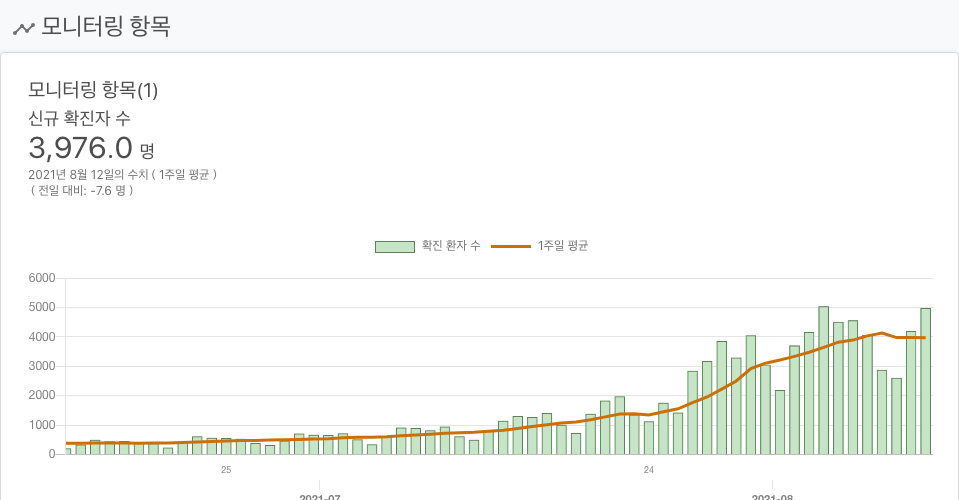 모니터링 항목
모니터링 항목(1)
신규 확진자 수
3,976.0 명
2021년 8월 12일의 수치 ( 1주일 평균 )
( 전일 대비: -7.6 명 )
확진 환자 수 1주일 평균
6000
5000
4000
3000
2000
1000
0
25 24
2021-07 2021-08